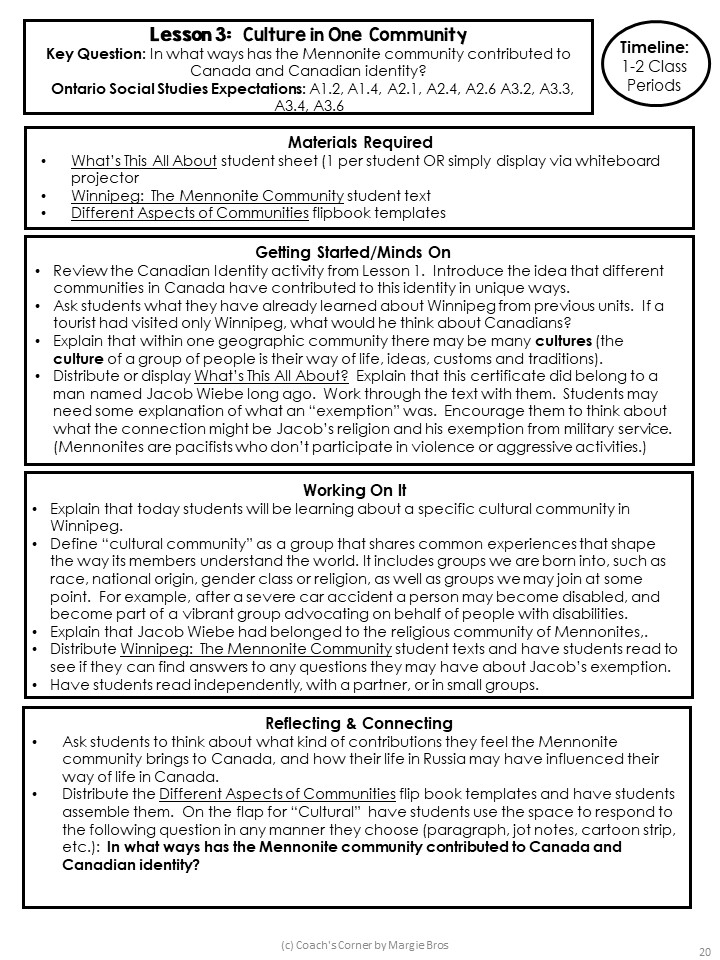 Lesson 3: Culture in One Community
Key Question: In what ways has the Mennonite community contributed to
Canada and Canadian identity?
Ontario Social Studies Expectations: A1.2, A1.4, A2.1, A2.4, A2.6 A3.2, A3.3,
A3.4, A3.6
Timeline:
1-2 Class
Periods
Materials Required
• What's This All About student sheet (1 per student OR simply display via whiteboard
projector
• Winnipeg: The Mennonite Community student text
• Different Aspects of Communities flipbook templates
Getting Started/Minds On
• Review the Canadian Identity activity from Lesson 1. Introduce the idea that different
communities in Canada have contributed to this identity in unique ways.
• Ask students what they have already learned about Winnipeg from previous units. If a
tourist had visited only Winnipeg, what would he think about Canadians?
• Explain that within one geographic community there may be many cultures (the
culture of a group of people is their way of life, ideas, customs and traditions).
• Distribute or display What's This All About? Explain that this certificate did belong to a
man named Jacob Wiebe long ago. Work through the text with them. Students may
need some explanation of what an "exemption" was. Encourage them to think about
what the connection might be Jacob's religion and his exemption from military service.
(Mennonites are pacifists who don't participate in violence or aggressive activities.)
Working On It
• Explain that today students will be learning about a specific cultural community in
Winnipeg.
• Define "cultural community" as a group that shares common experiences that shape
the way its members understand the world. It includes groups we are born into, such as
race, national origin, gender class or religion, as well as groups we may join at some
point. For example, after a severe car accident a person may become disabled, and
become part of a vibrant group advocating on behalf of people with disabilities.
• Explain that Jacob Wiebe had belonged to the religious community of Mennonites,.
• Distribute Winnipeg: The Mennonite Community student texts and have students read to
see if they can find answers to any questions they may have about Jacob's exemption.
• Have students read independently, with a partner, or in small groups.
Reflecting & Connecting
• Ask students to think about what kind of contributions they feel the Mennonite
community brings to Canada, and how their life in Russia may have influenced their
way of life in Canada.
• Distribute the Different Aspects of Communities flip book templates and have students
assemble them. On the flap for "Cultural" have students use the space to respond to
the following question in any manner they choose (paragraph, jot notes, cartoon strip,
etc.): In what ways has the Mennonite community contributed to Canada and
Canadian identity?
(c) Coach's Corner by Margie Bros
20